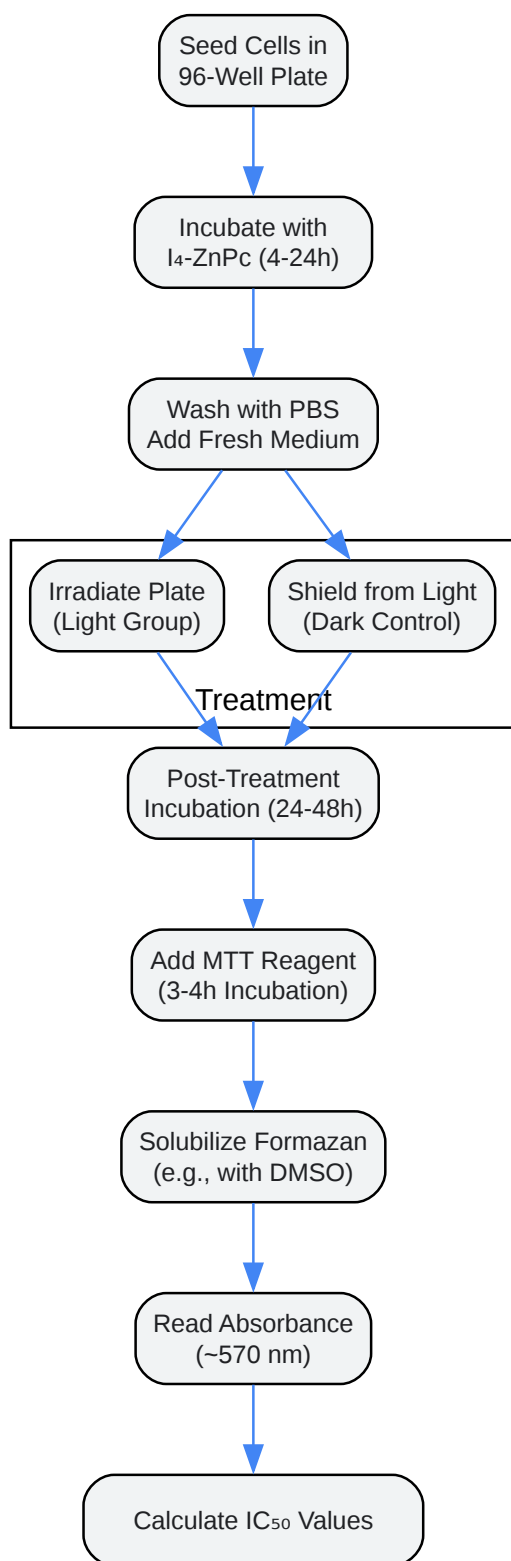 Seed Cells in
96-Well Plate
Incubate with
I₄-ZnPc (4-24h)
Wash with PBS
Add Fresh Medium
Irradiate Plate
(Light Group)
Shield from Light
(Dark Control)
Treatment
Post-Treatment
Incubation (24-48h)
Add MTT Reagent
(3-4h Incubation)
Solubilize Formazan
(e.g., with DMSO)
Read Absorbance
(~570 nm)
Calculate IC₅₀ Values